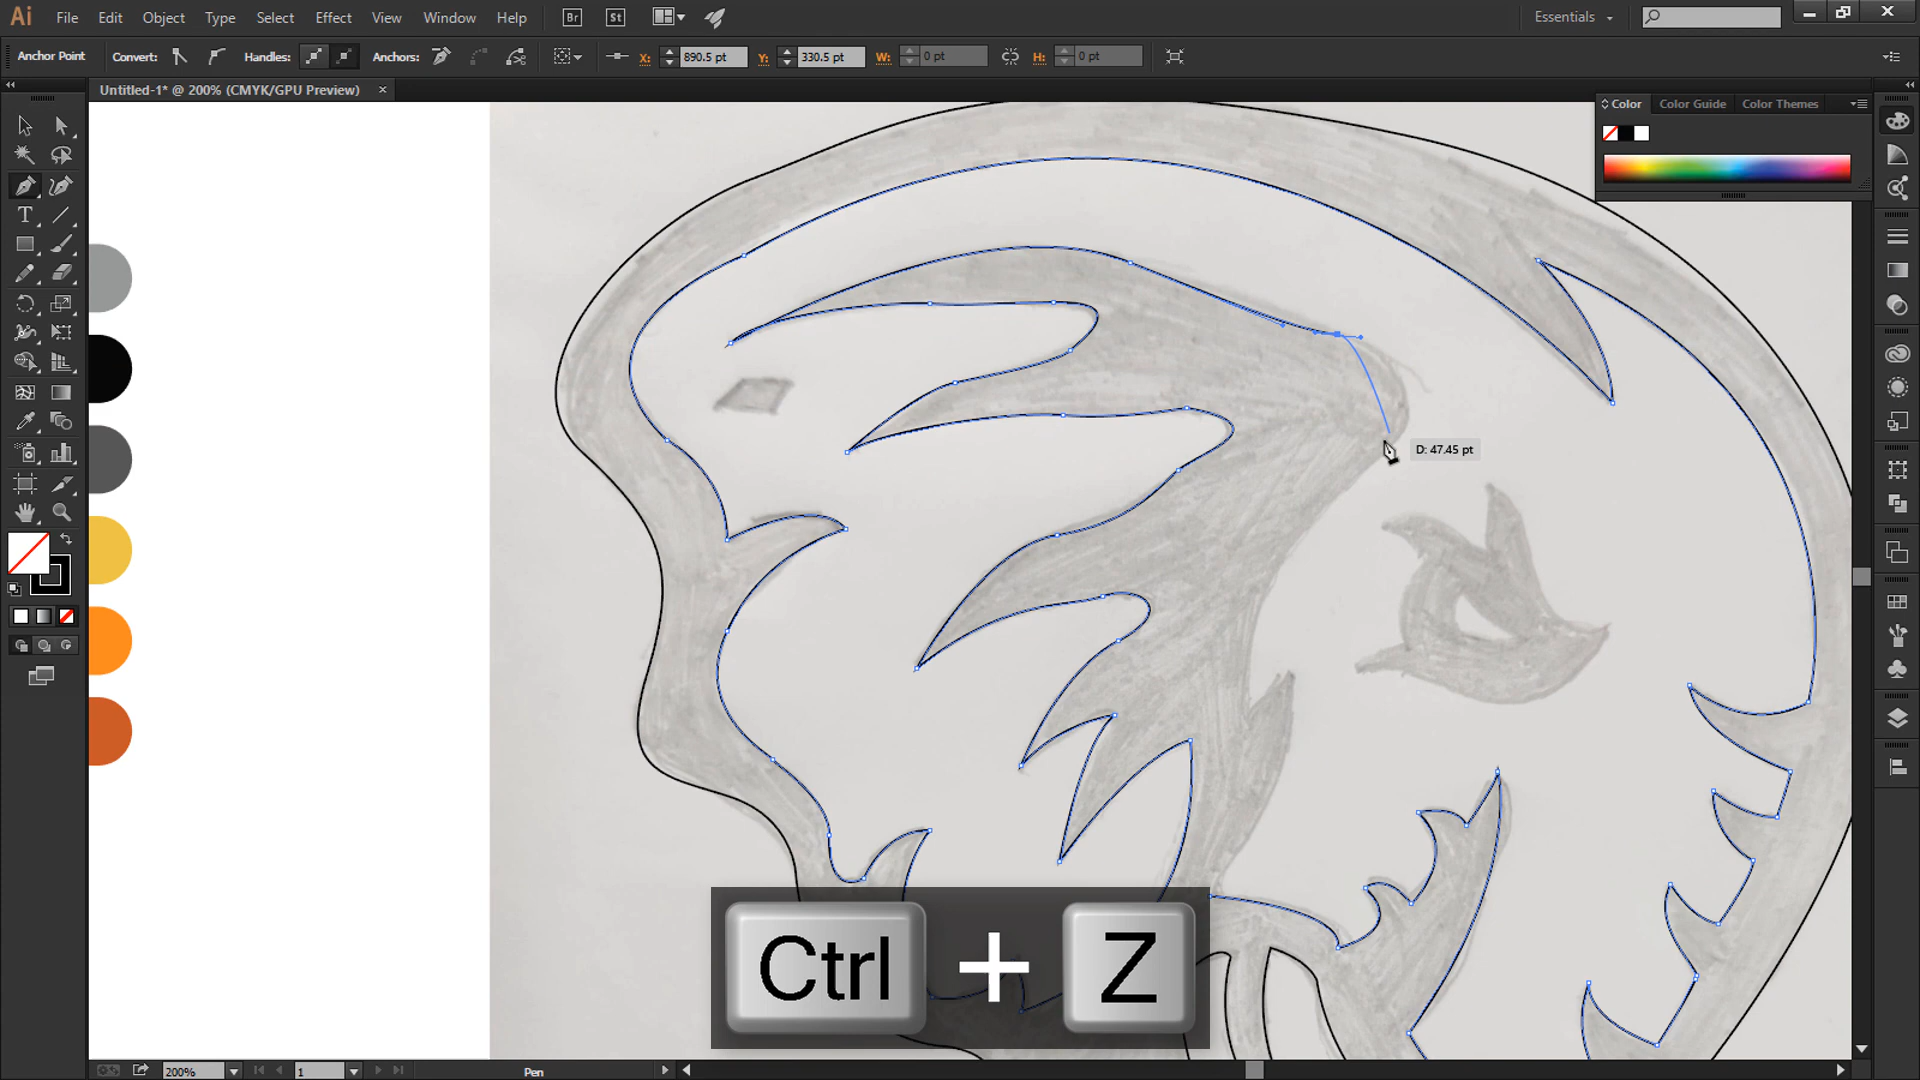 Ai File Edit Object Type Select Effect View Window Help Br St Essentials
Anchor Point Convert: Handles: Anchors: X: 890.5 pt Y: 330.5 pt W: 0 pt H: 0 pt
Untitled-1* @ 200% (CMYK/GPU Preview) ×
Color Color Guide Color Themes
D: 47.45 pt
Ctrl + Z
200% 1 Pen